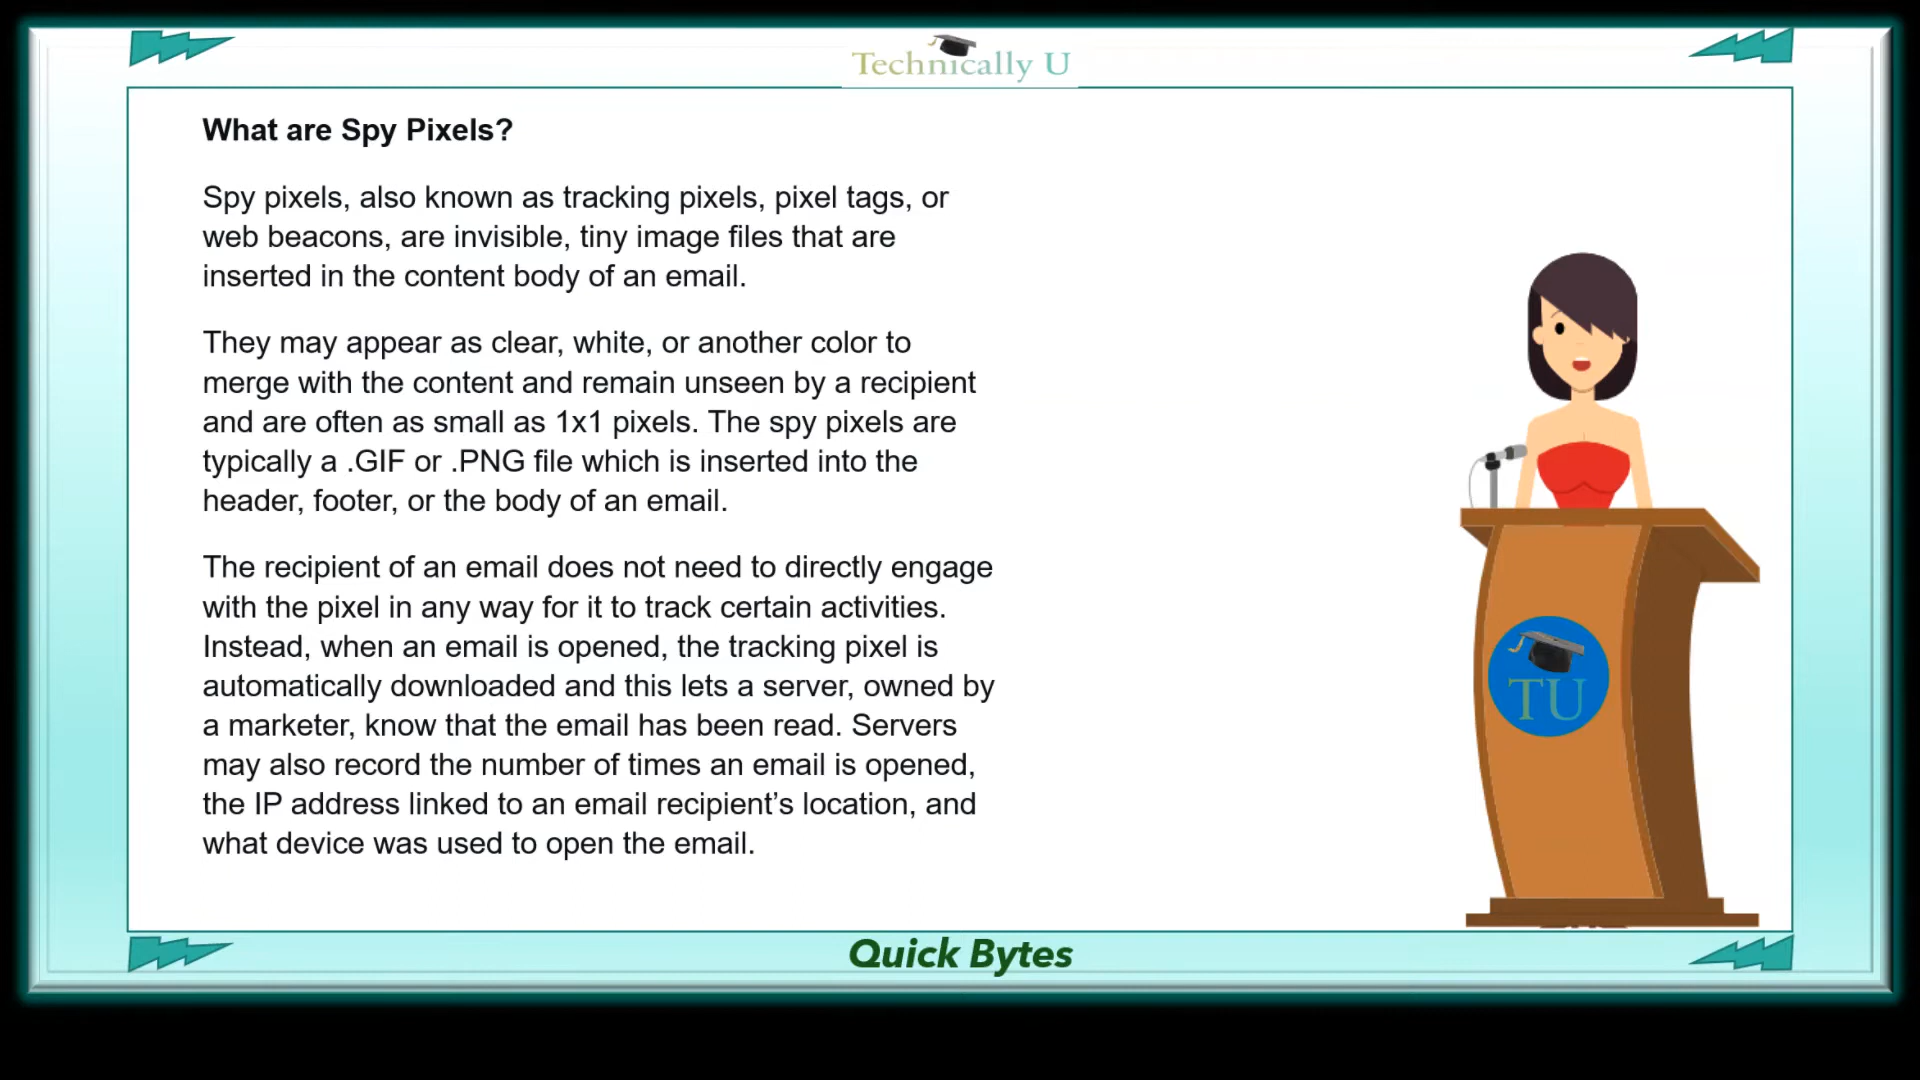 Technically U
What are Spy Pixels?
Spy pixels, also known as tracking pixels, pixel tags, or
web beacons, are invisible, tiny image files that are
inserted in the content body of an email.
They may appear as clear, white, or another color to
merge with the content and remain unseen by a recipient
and are often as small as 1x1 pixels. The spy pixels are
typically a .GIF or .PNG file which is inserted into the
header, footer, or the body of an email.
The recipient of an email does not need to directly engage
with the pixel in any way for it to track certain activities.
Instead, when an email is opened, the tracking pixel is
automatically downloaded and this lets a server, owned by
a marketer, know that the email has been read. Servers
may also record the number of times an email is opened,
the IP address linked to an email recipient’s location, and
what device was used to open the email.
TU
Quick Bytes